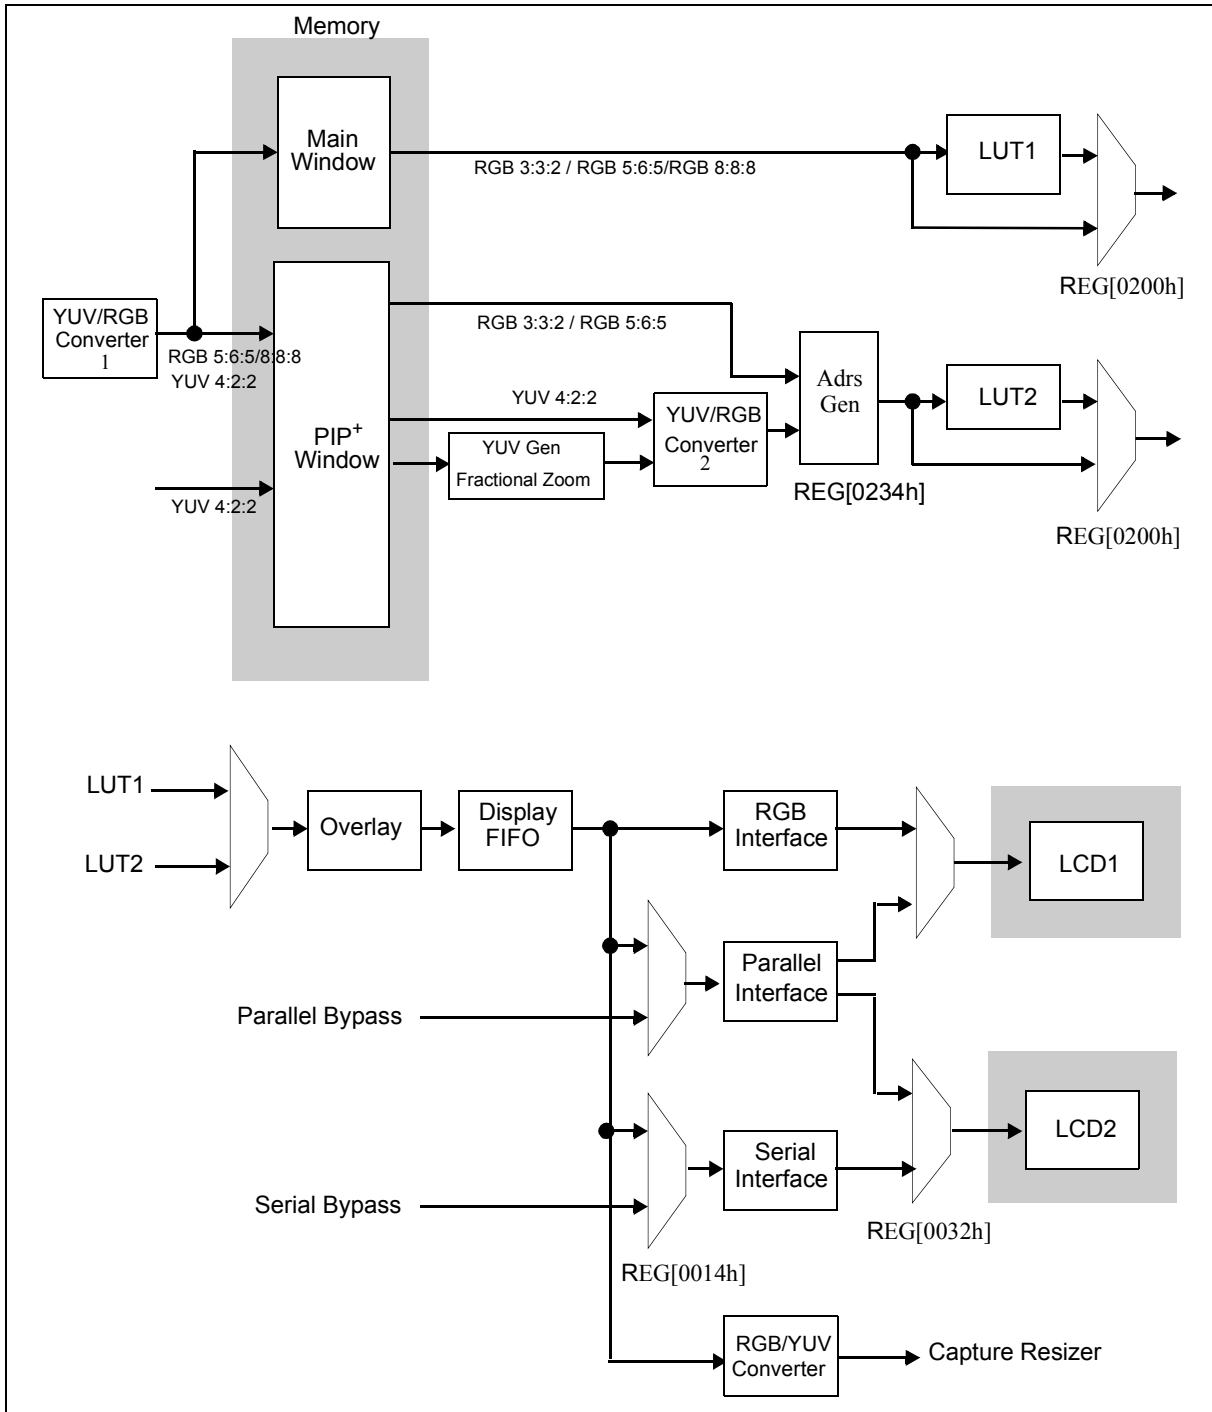 Memory
Main
Window
RGB 3:3:2 / RGB 5:6:5/RGB 8:8:8
LUT1
REG[0200h]
YUV/RGB
Converter
1
RGB 5:6:5/8:8:8
YUV 4:2:2
YUV 4:2:2
PIP+
Window
RGB 3:3:2 / RGB 5:6:5
YUV 4:2:2
YUV Gen
Fractional Zoom
YUV/RGB
Converter
2
Adrs
Gen
REG[0234h]
LUT2
REG[0200h]
LUT1
LUT2
Overlay
Display
FIFO
RGB
Interface
LCD1
Parallel Bypass
Parallel
Interface
Serial Bypass
Serial
Interface
LCD2
REG[0032h]
REG[0014h]
RGB/YUV
Converter
Capture Resizer